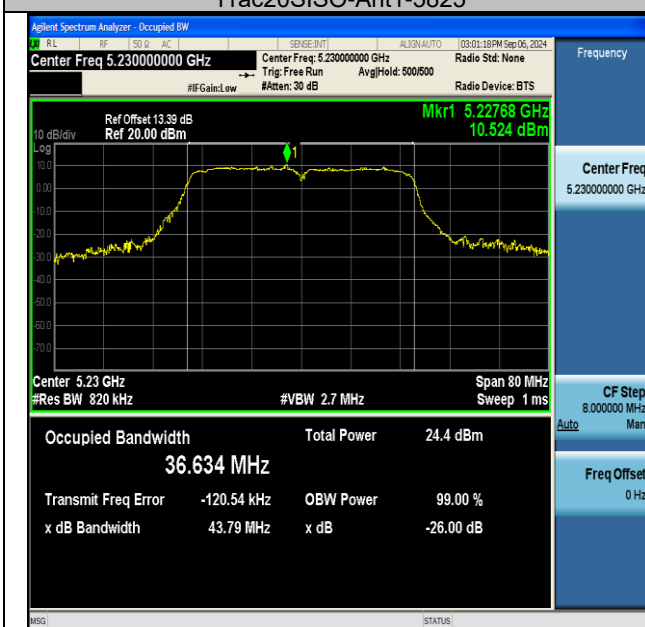 11ac20SISO-Ant1-5825
Agilent Spectrum Analyzer - Occupied BW
LXI RL RF 50 Ω AC SENSE:INT ALIGN AUTO 03:01:18 PM Sep 06, 2024
Center Freq 5.230000000 GHz Center Freq: 5.230000000 GHz Radio Std: None
Trig: Free Run Avg|Hold: 500/500
#IFGain:Low #Atten: 30 dB Radio Device: BTS
Frequency
Ref Offset 13.39 dB Mkr1 5.22768 GHz
10 dB/div Ref 20.00 dBm 10.524 dBm
Log
1
10.0
0.00
-10.0
-20.0
-30.0
-40.0
-50.0
-60.0
-70.0
Center 5.23 GHz Span 80 MHz
#Res BW 820 kHz #VBW 2.7 MHz Sweep 1 ms
Occupied Bandwidth Total Power 24.4 dBm
36.634 MHz
Transmit Freq Error -120.54 kHz OBW Power 99.00 %
x dB Bandwidth 43.79 MHz x dB -26.00 dB
Center Freq
5.230000000 GHz
CF Step
8.000000 MHz
Auto Man
Freq Offset
0 Hz
MSG STATUS